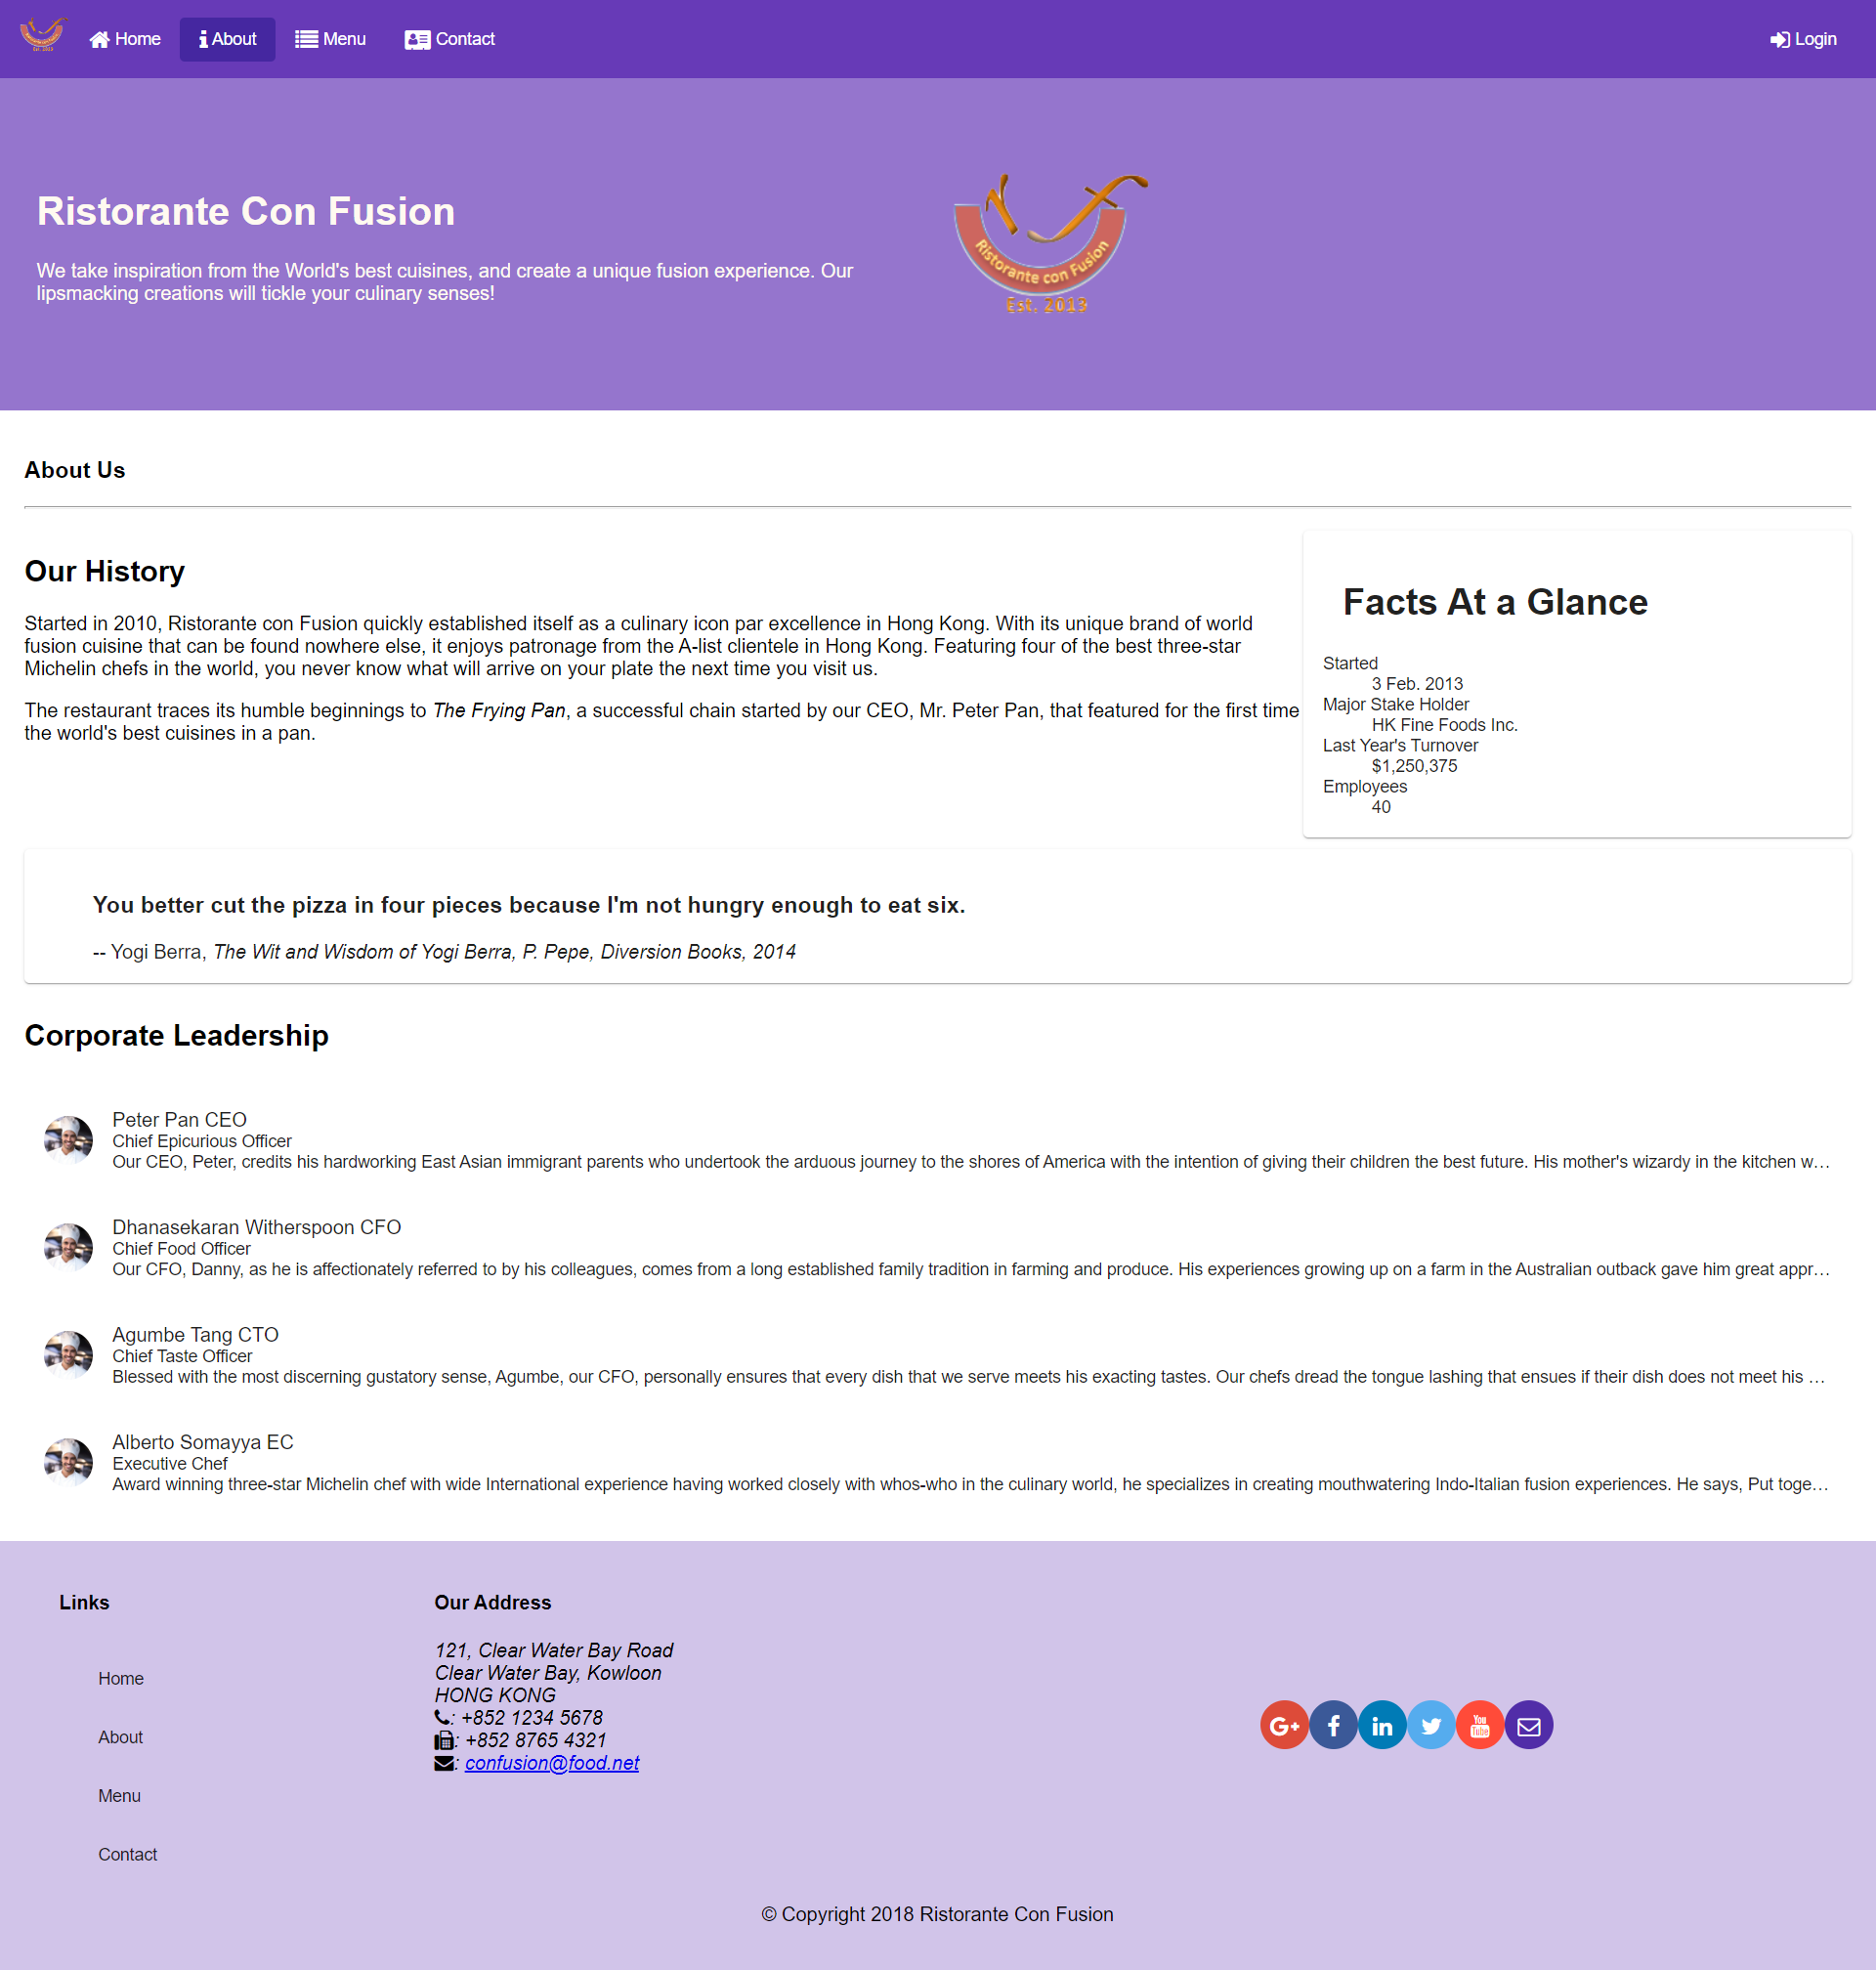 Home
About
Menu
Contact
Login
Ristorante Con Fusion
We take inspiration from the World's best cuisines, and create a unique fusion experience. Our
lipsmacking creations will tickle your culinary senses!
Ristorante con Fusion
Est. 2013
About Us
Our History
Started in 2010, Ristorante con Fusion quickly established itself as a culinary icon par excellence in Hong Kong. With its unique brand of world
fusion cuisine that can be found nowhere else, it enjoys patronage from the A-list clientele in Hong Kong. Featuring four of the best three-star
Michelin chefs in the world, you never know what will arrive on your plate the next time you visit us.
The restaurant traces its humble beginnings to The Frying Pan, a successful chain started by our CEO, Mr. Peter Pan, that featured for the first time
the world's best cuisines in a pan.
Facts At a Glance
Started
3 Feb. 2013
Major Stake Holder
HK Fine Foods Inc.
Last Year's Turnover
$1,250,375
Employees
40
You better cut the pizza in four pieces because I'm not hungry enough to eat six.
-- Yogi Berra, The Wit and Wisdom of Yogi Berra, P. Pepe, Diversion Books, 2014
Corporate Leadership
Peter Pan CEO
Chief Epicurious Officer
Our CEO, Peter, credits his hardworking East Asian immigrant parents who undertook the arduous journey to the shores of America with the intention of giving their children the best future. His mother's wizardy in the kitchen w…
Dhanasekaran Witherspoon CFO
Chief Food Officer
Our CFO, Danny, as he is affectionately referred to by his colleagues, comes from a long established family tradition in farming and produce. His experiences growing up on a farm in the Australian outback gave him great appr…
Agumbe Tang CTO
Chief Taste Officer
Blessed with the most discerning gustatory sense, Agumbe, our CFO, personally ensures that every dish that we serve meets his exacting tastes. Our chefs dread the tongue lashing that ensues if their dish does not meet his …
Alberto Somayya EC
Executive Chef
Award winning three-star Michelin chef with wide International experience having worked closely with whos-who in the culinary world, he specializes in creating mouthwatering Indo-Italian fusion experiences. He says, Put toge…
Links
Home
About
Menu
Contact
Our Address
121, Clear Water Bay Road
Clear Water Bay, Kowloon
HONG KONG
: +852 1234 5678
: +852 8765 4321
: confusion@food.net
G+ f in You Tube
© Copyright 2018 Ristorante Con Fusion